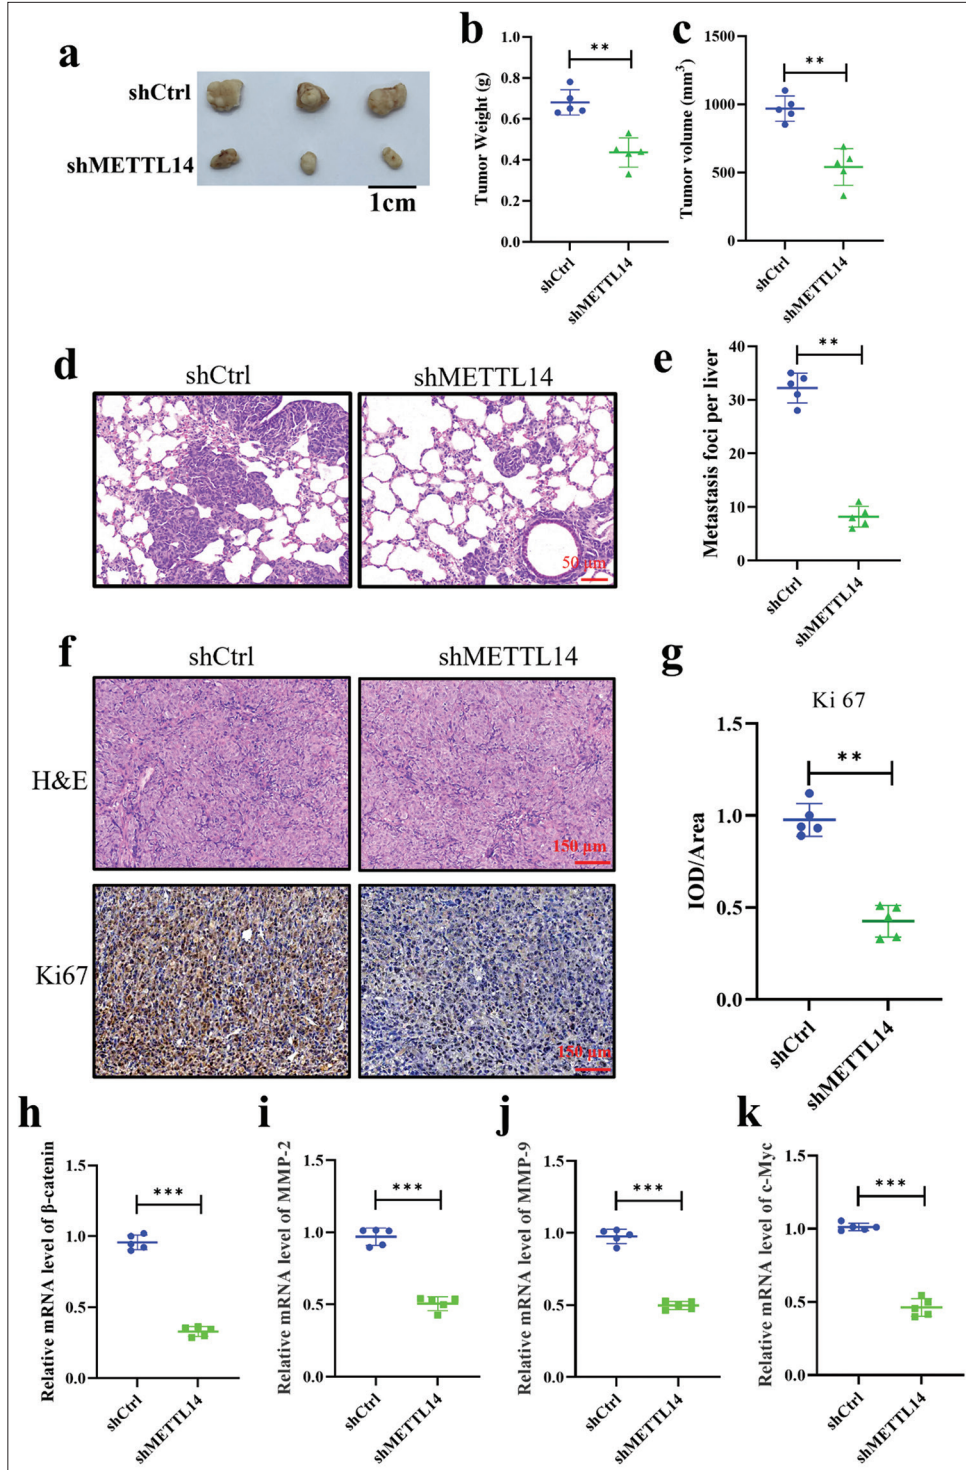 a
shCtrl
shMETTL14
1cm
b
Tumor Weight (g)
1.0
0.8
0.6
0.4
0.2
0.0
**
shCtrl
shMETTL14
c
Tumor volume (mm³)
1500
1000
500
0
**
shCtrl
shMETTL14
d
shCtrl
shMETTL14
50 μm
e
Metastasis foci per liver
40
30
20
10
0
**
shCtrl
shMETTL14
f
shCtrl
shMETTL14
H&E
150 μm
Ki67
150 μm
g
Ki 67
IOD/Area
1.5
1.0
0.5
0.0
**
shCtrl
shMETTL14
h
Relative mRNA level of β-catenin
1.5
1.0
0.5
0.0
***
shCtrl
shMETTL14
i
Relative mRNA level of MMP-2
1.5
1.0
0.5
0.0
***
shCtrl
shMETTL14
j
Relative mRNA level of MMP-9
1.5
1.0
0.5
0.0
***
shCtrl
shMETTL14
k
Relative mRNA level of c-Myc
1.5
1.0
0.5
0.0
***
shCtrl
shMETTL14